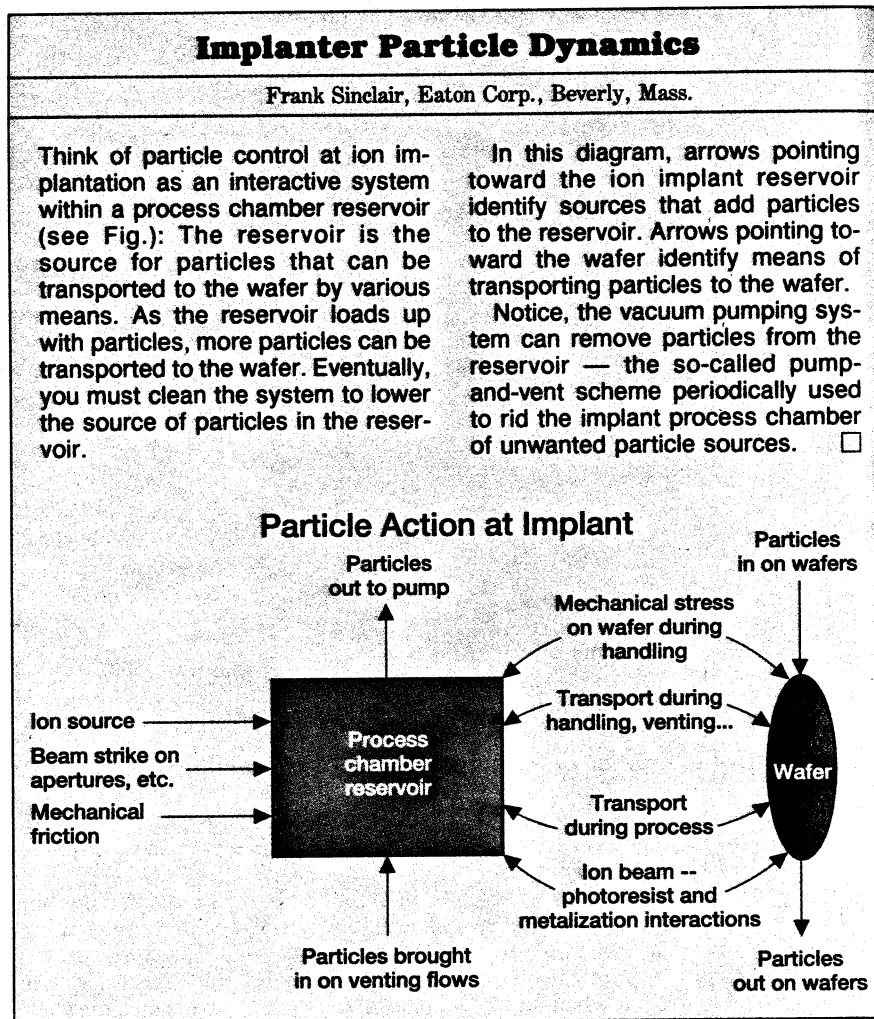 Implanter Particle Dynamics
Frank Sinclair, Eaton Corp., Beverly, Mass.
Think of particle control at ion im-
plantation as an interactive system
within a process chamber reservoir
(see Fig.): The reservoir is the
source for particles that can be
transported to the wafer by various
means. As the reservoir loads up
with particles, more particles can be
transported to the wafer. Eventually,
you must clean the system to lower
the source of particles in the reser-
voir.
In this diagram, arrows pointing
toward the ion implant reservoir
identify sources that add particles
to the reservoir. Arrows pointing to-
ward the wafer identify means of
transporting particles to the wafer.
Notice, the vacuum pumping sys-
tem can remove particles from the
reservoir — the so-called pump-
and-vent scheme periodically used
to rid the implant process chamber
of unwanted particle sources. □
Particle Action at Implant
Particles
out to pump
Particles
in on wafers
Mechanical stress
on wafer during
handling
Ion source
Beam strike on
apertures, etc.
Mechanical
friction
Process
chamber
reservoir
Transport during
handling, venting...
Wafer
Transport
during process
Ion beam --
photoresist and
metalization interactions
Particles brought
in on venting flows
Particles
out on wafers